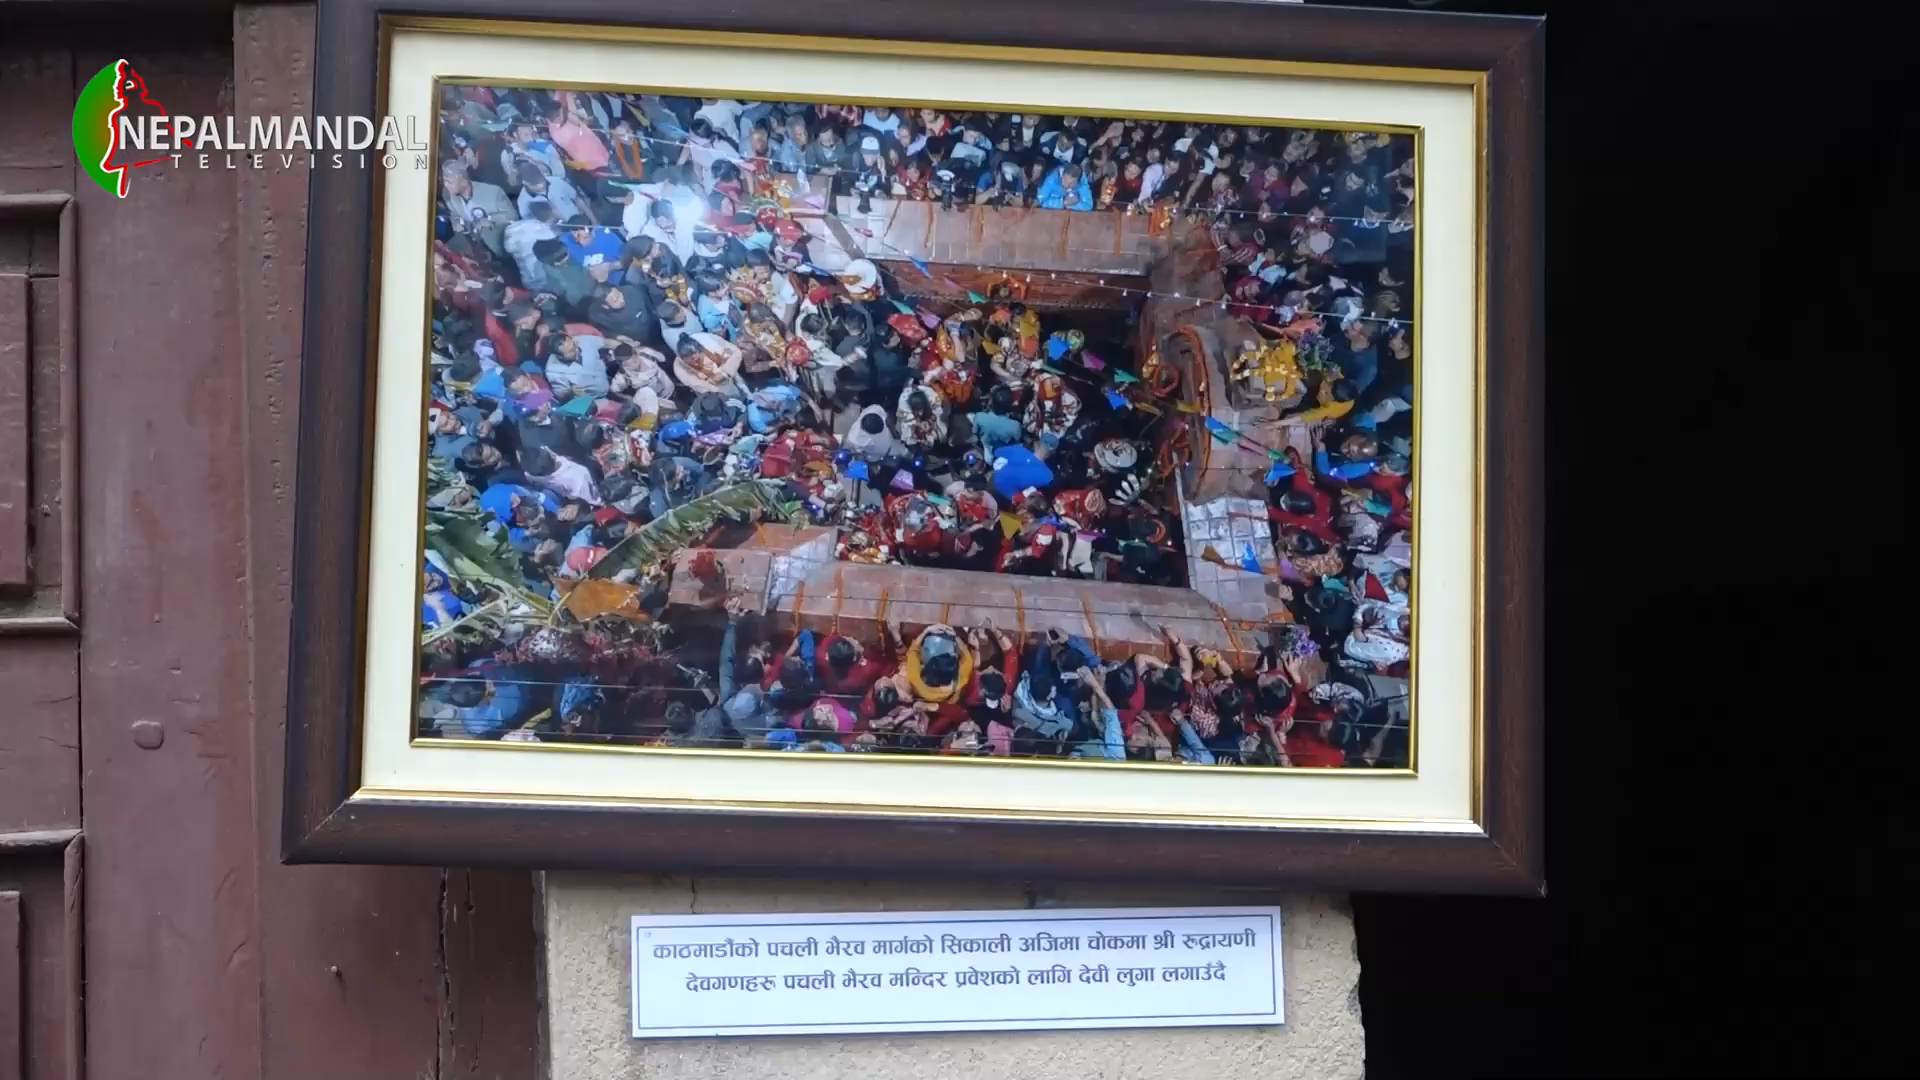 NEPALMANDAL
TELEVISION
काठमाडौंको पचली भैरव मार्गको सिकाली अजिमा चोकमा श्री रूद्रायणी
देवगणहरू पचली भैरव मन्दिर प्रवेशको लागि देवी लुगा लगाउँदै